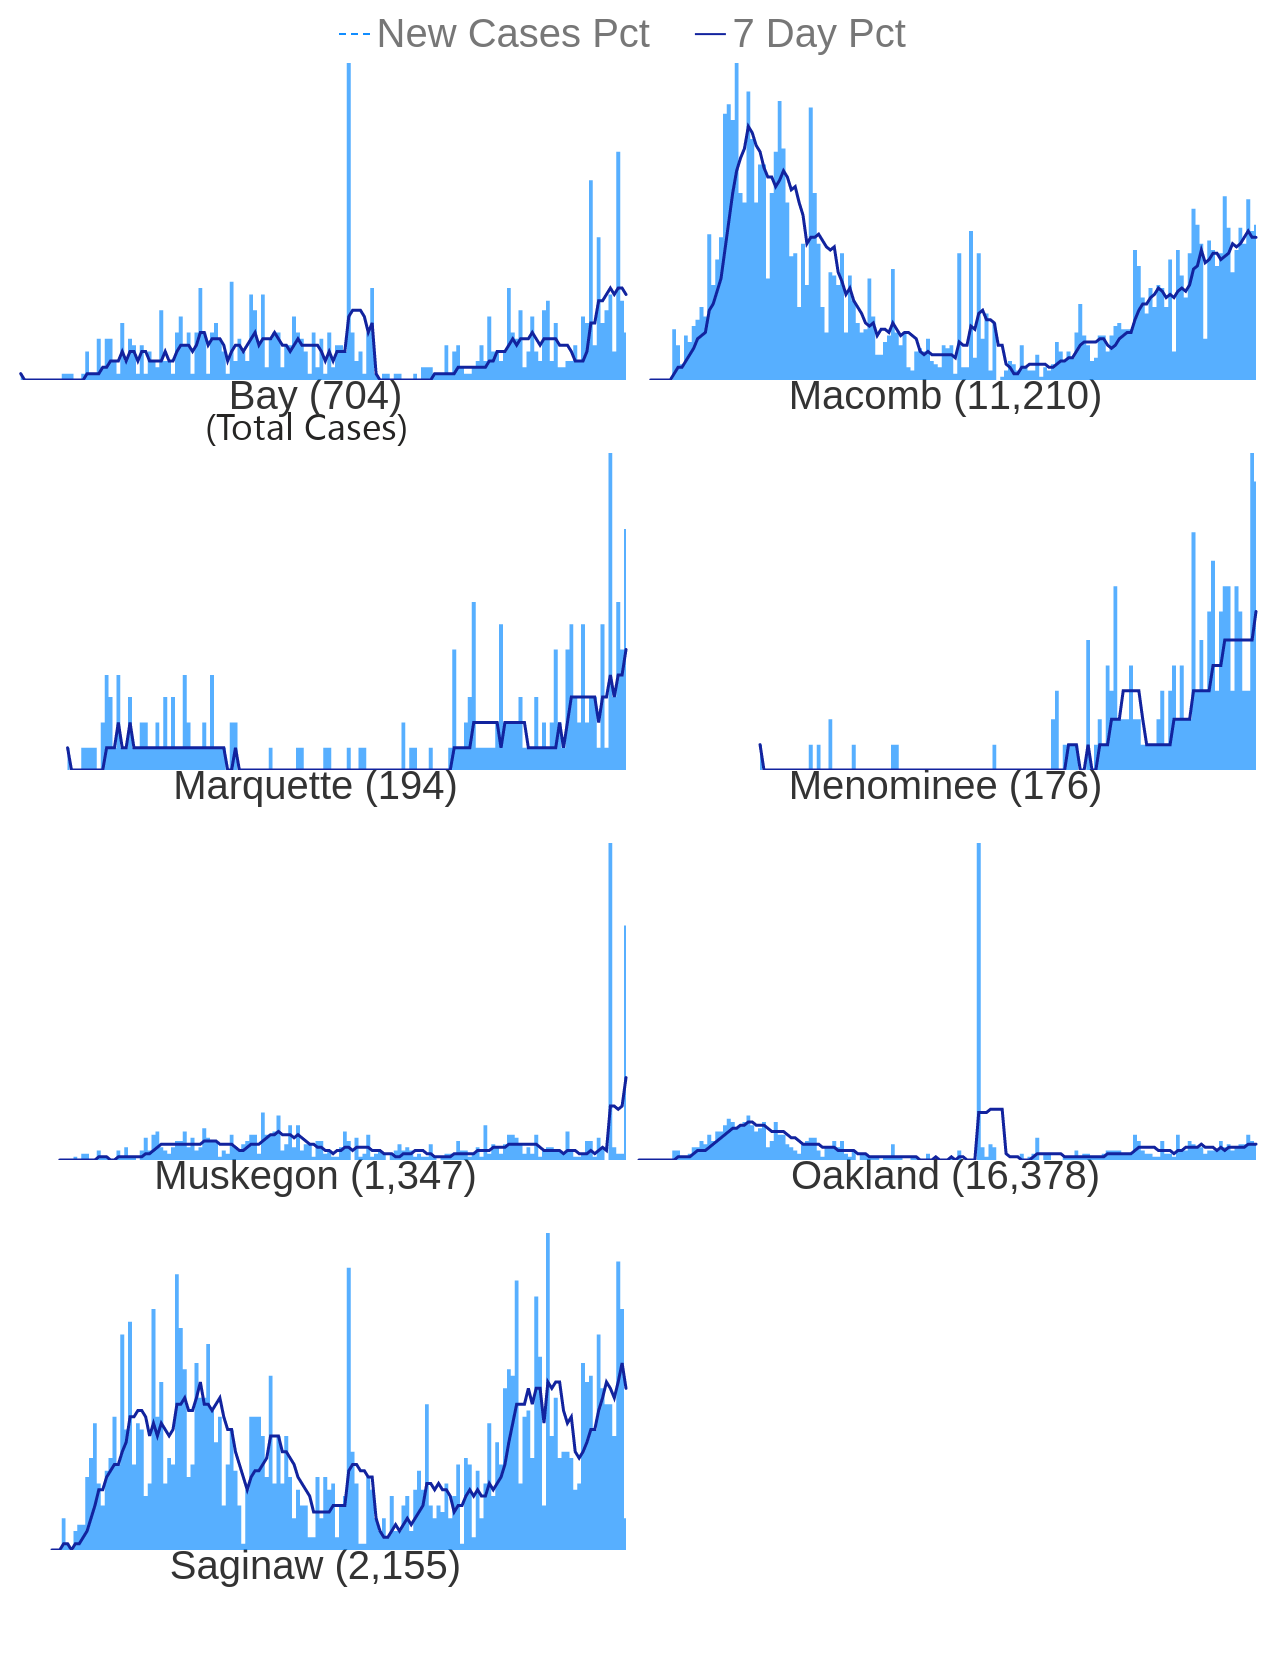 New Cases Pct 7 Day Pct
Bay (704)
(Total Cases)
Macomb (11,210)
Marquette (194)
Menominee (176)
Muskegon (1,347)
Oakland (16,378)
Saginaw (2,155)